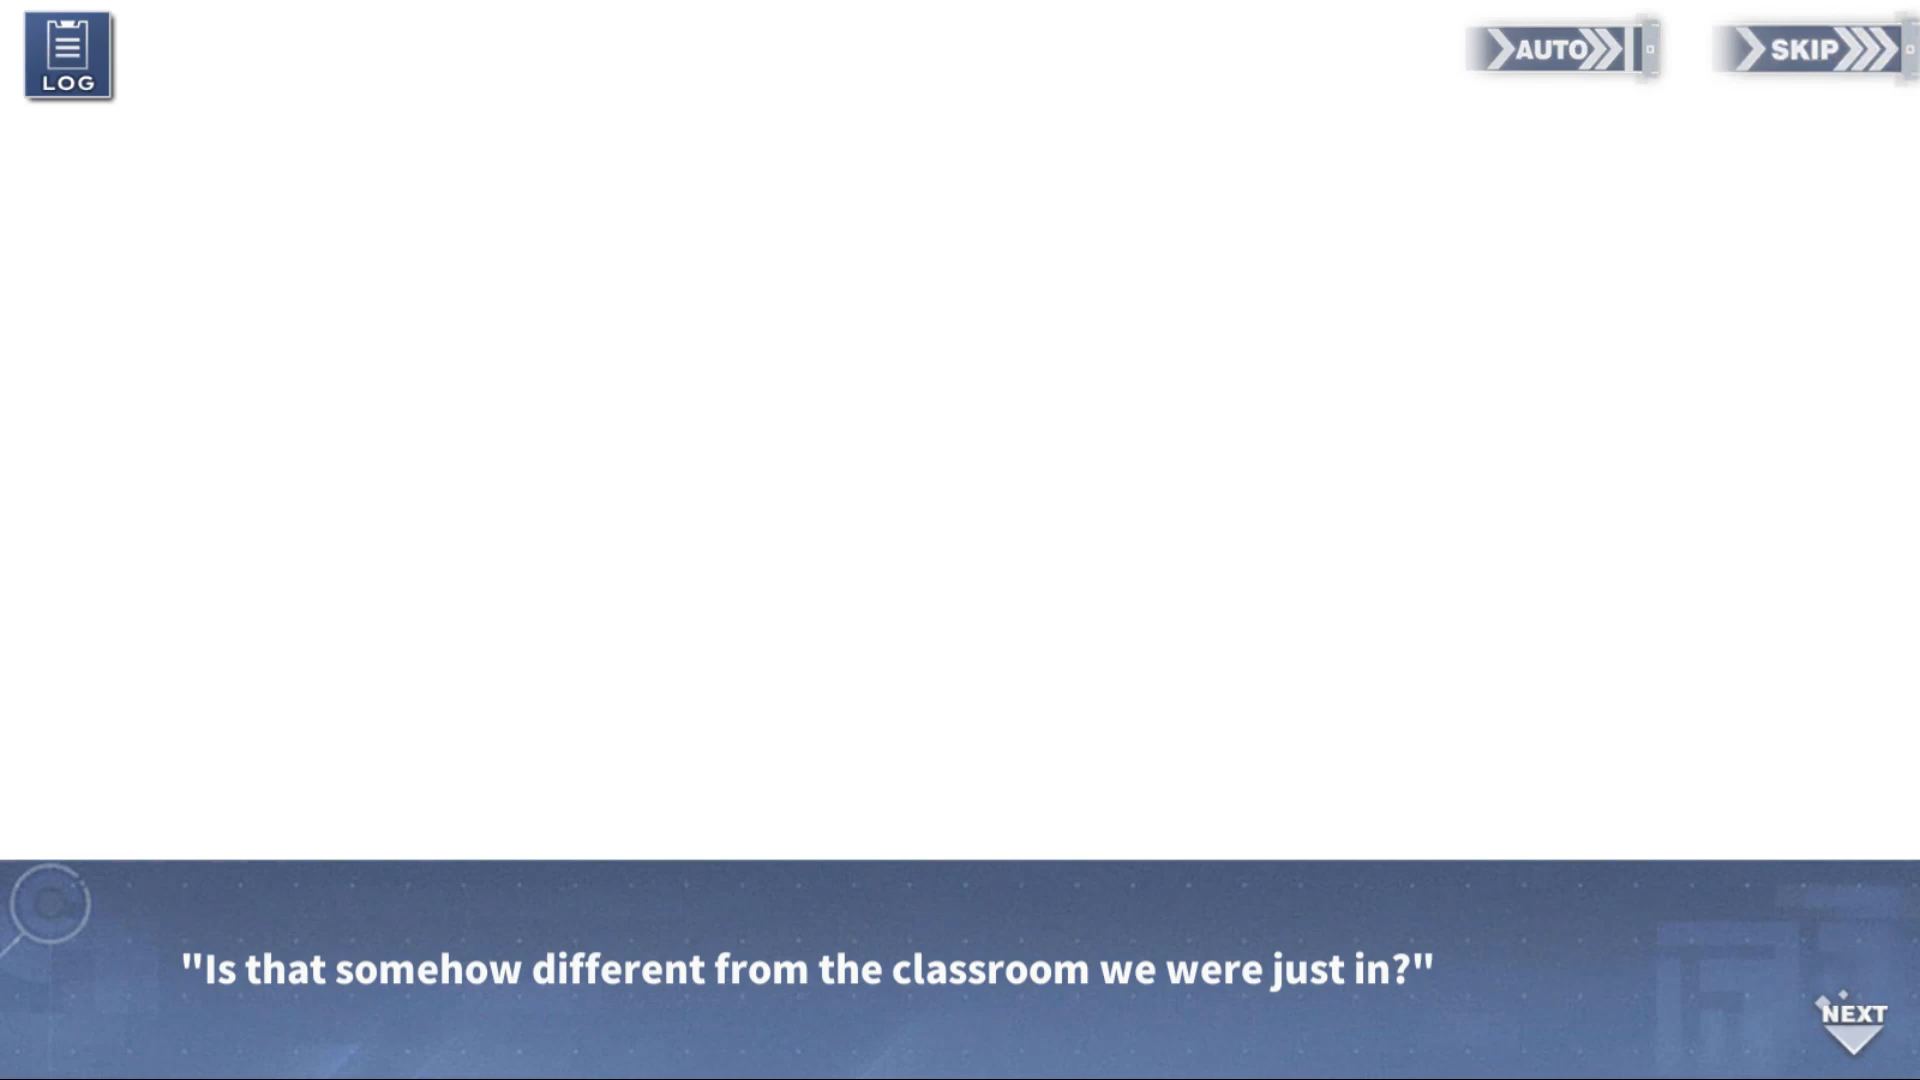 LOG
AUTO
SKIP
"Is that somehow different from the classroom we were just in?"
NEXT